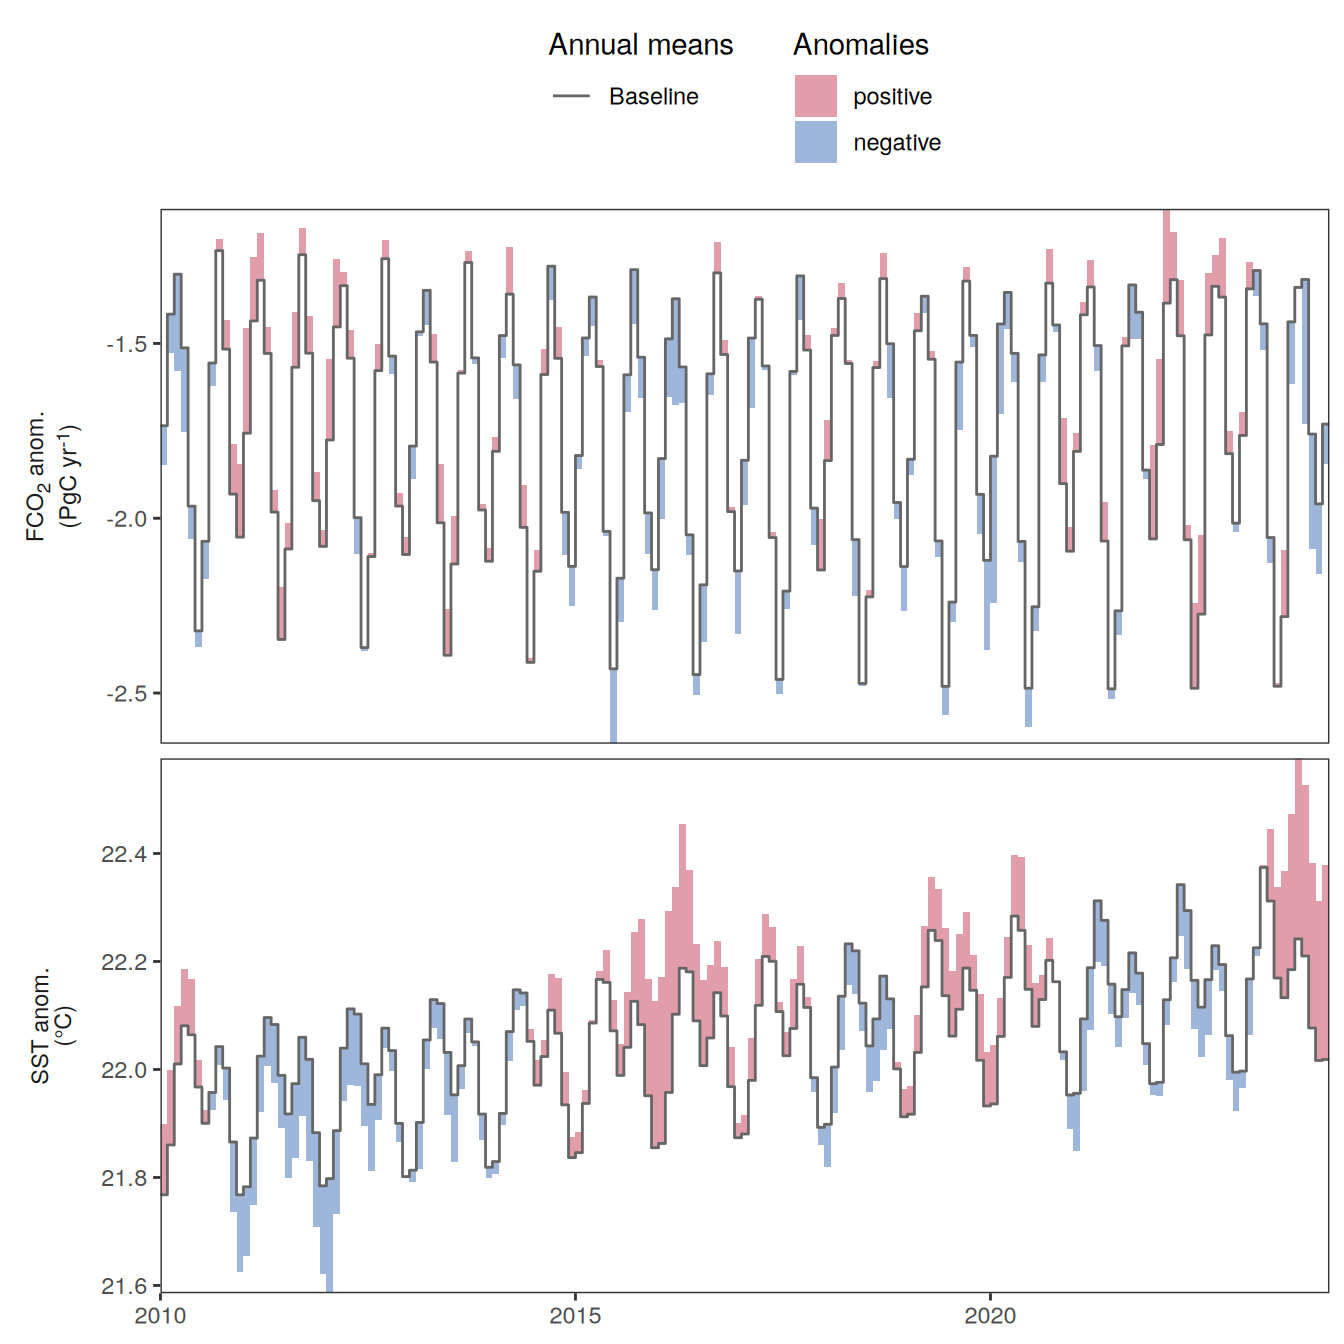 Annual means
Baseline
Anomalies
positive
negative
FCO₂ anom.
(PgC yr⁻¹)
-1.5
-2.0
-2.5
SST anom.
(°C)
22.4
22.2
22.0
21.8
21.6
2010
2015
2020